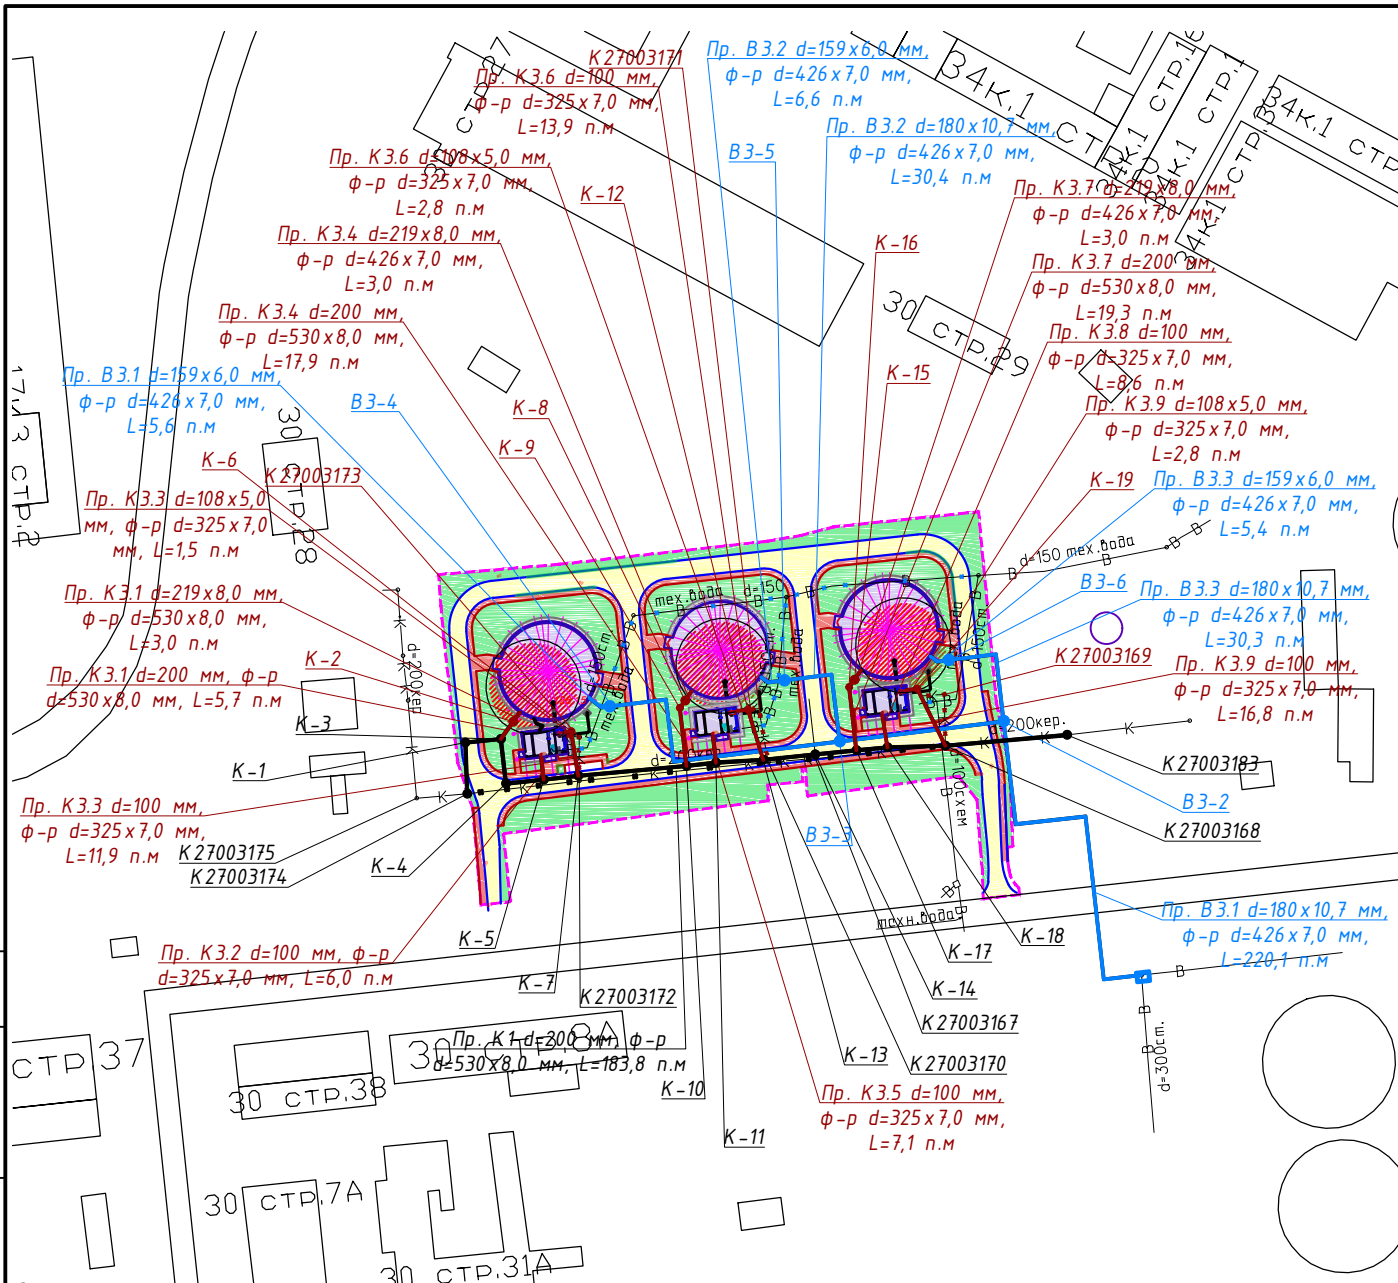 К27003171
Пр. К3.6 d=100 мм,
ф-р d=325х7,0 мм,
L=13,9 п.м
Пр. В3.2 d=159х6,0 мм,
ф-р d=426х7,0 мм,
L=6,6 п.м
Пр. В3.2 d=180х10,7 мм,
ф-р d=426х7,0 мм,
L=30,4 п.м
В3-5
Пр. К3.6 d=108х5,0 мм,
ф-р d=325х7,0 мм,
L=2,8 п.м
К-12
Пр. К3.7 d=219х8,0 мм,
ф-р d=426х7,0 мм,
L=3,0 п.м
Пр. К3.4 d=219х8,0 мм,
ф-р d=426х7,0 мм,
L=3,0 п.м
К-16
Пр. К3.7 d=200 мм,
ф-р d=530х8,0 мм,
L=19,3 п.м
Пр. К3.4 d=200 мм,
ф-р d=530х8,0 мм,
L=17,9 п.м
30 СТР.29
Пр. К3.8 d=100 мм,
ф-р d=325х7,0 мм,
L=8,6 п.м
Пр. В3.1 d=159х6,0 мм,
ф-р d=426х7,0 мм,
L=5,6 п.м
В3-4
К-8
К-9
К-15
Пр. К3.9 d=108х5,0 мм,
ф-р d=325х7,0 мм,
L=2,8 п.м
34К.1 СТР.
34К.1 СТР.1
34К.1 СТР.3
30 СТР.28
К-6
К27003173
К-19
Пр. В3.3 d=159х6,0 мм,
ф-р d=426х7,0 мм,
L=5,4 п.м
Пр. К3.3 d=108х5,0
мм, ф-р d=325х7,0
мм, L=1,5 п.м
d=150 тех.вода
В3-6
Пр. В3.3 d=180х10,7 мм,
ф-р d=426х7,0 мм,
L=30,3 п.м
Пр. К3.1 d=219х8,0 мм,
ф-р d=530х8,0 мм,
L=3,0 п.м
тех.вода d=150
d=200кер
К-2
К27003169
Пр. К3.1 d=200 мм, ф-р
d=530х8,0 мм, L=5,7 п.м
Пр. К3.9 d=100 мм,
ф-р d=325х7,0 мм,
L=16,8 п.м
К-3
200кер.
К-1
К27003183
Пр. К3.3 d=100 мм,
ф-р d=325х7,0 мм,
L=11,9 п.м
В3-2
d=100схем
К27003175
К27003174
К-4
В3-3
К27003168
техн.вода
Пр. В3.1 d=180х10,7 мм,
ф-р d=426х7,0 мм,
L=220,1 п.м
К-5
К-18
К-17
Пр. К3.2 d=100 мм, ф-р
d=325х7,0 мм, L=6,0 п.м
К-7
К27003172
К-14
К27003167
Пр. К1 d=200 мм, ф-р
d=530х8,0 мм, L=183,8 п.м
30 СТР.8А
К-13
К27003170
d=300ст.
СТР.37
30 СТР.38
К-10
Пр. К3.5 d=100 мм,
ф-р d=325х7,0 мм,
L=7,1 п.м
К-11
30 СТР.7А
30 СТР.31А